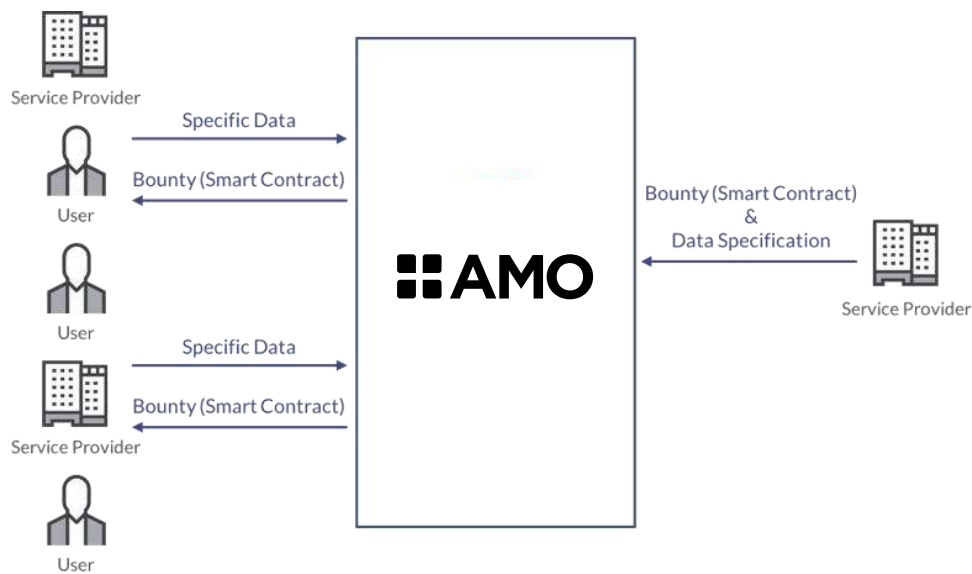 Service Provider
Specific Data
Bounty (Smart Contract)
User
User
Specific Data
Bounty (Smart Contract)
Service Provider
User
AMO
Bounty (Smart Contract)
&
Data Specification
Service Provider